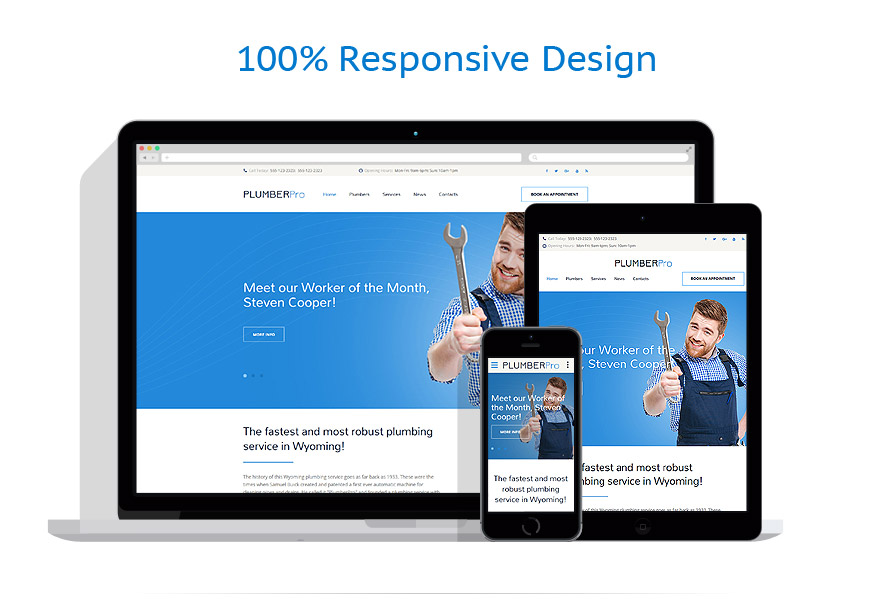 100% Responsive Design
Call Today: 555-123-2323; 555-123-2323
Opening Hours: Mon-Fri: 9am-6pm; Sun: 10am-1pm
PLUMBERPro
Home Plumbers Services News Contacts
BOOK AN APPOINTMENT
Meet our Worker of the Month,
Steven Cooper!
MORE INFO
The fastest and most robust plumbing
service in Wyoming!
The history of this Wyoming plumbing service goes as far back as 1933. These were the
times when Samuel Buick created and patented a first ever automatic machine for
Call Today: 555-123-2323; 555-123-2323
Opening Hours: Mon-Fri: 9am-6pm; Sun: 10am-1pm
PLUMBERPro
Home Plumbers Services News Contacts
BOOK AN APPOINTMENT
our Worker of the
Steven Cooper
fastest and most robust
plumbing service in Wyoming!
PLUMBERPro
Meet our Worker of
the Month, Steven
Cooper!
MORE INFO
The fastest and most
robust plumbing
service in Wyoming!